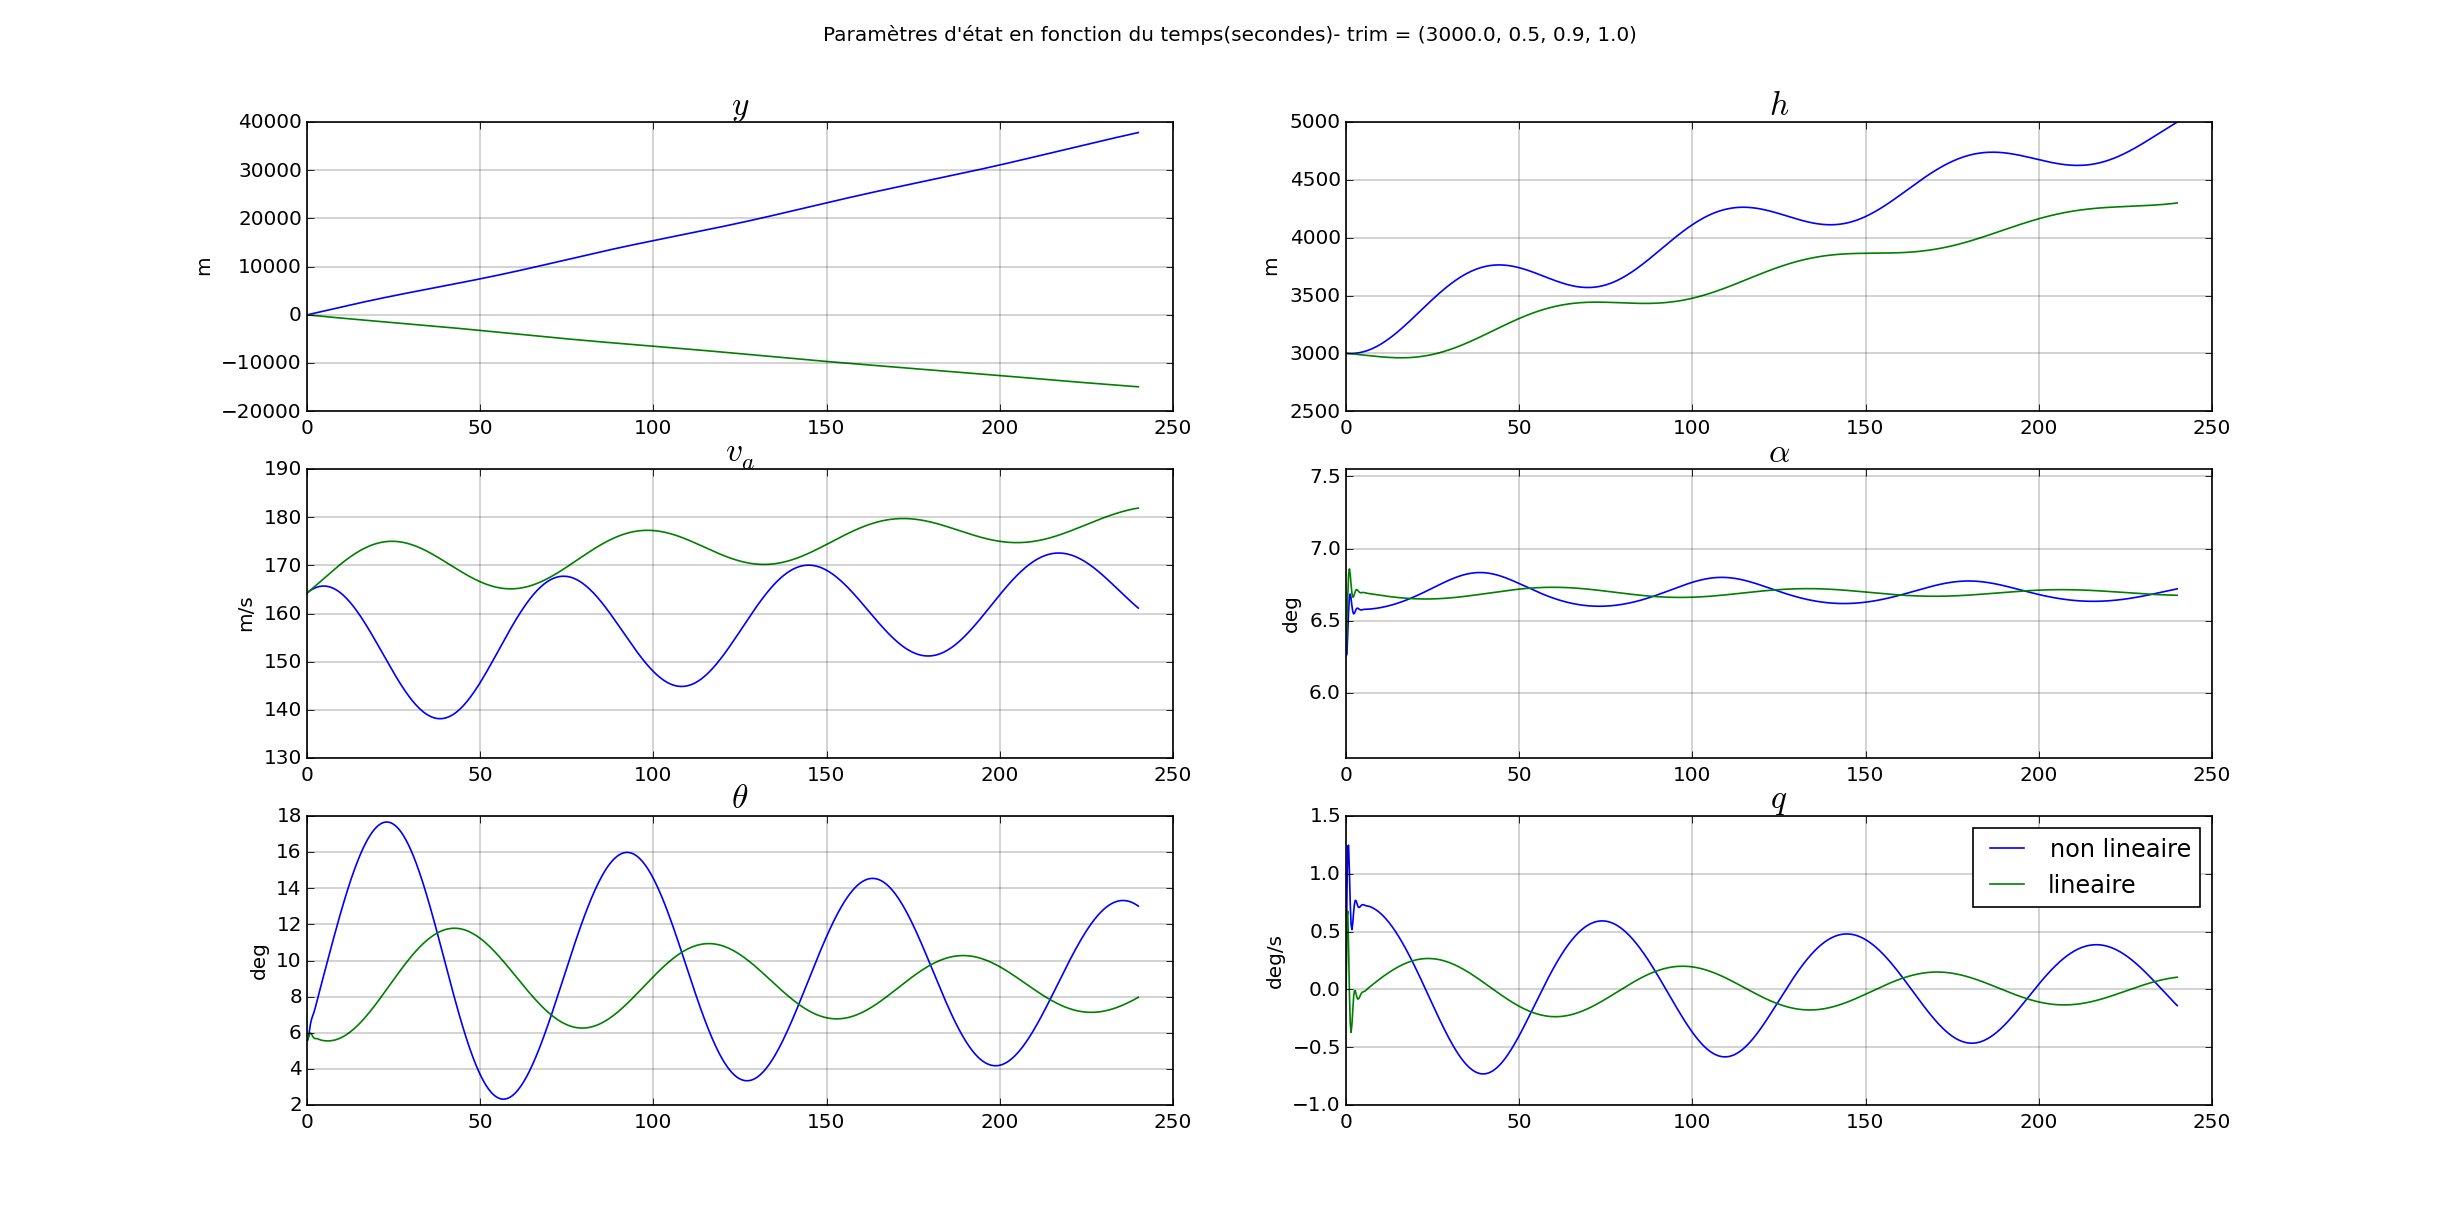 Paramètres d'état en fonction du temps(secondes)- trim = (3000.0, 0.5, 0.9, 1.0)
y
40000
30000
20000
10000
0
−10000
−20000
m
0 50 100 150 200 250
h
5000
4500
4000
3500
3000
2500
m
0 50 100 150 200 250
v_a
190
180
170
160
150
140
130
m/s
0 50 100 150 200 250
α
7.5
7.0
6.5
6.0
deg
0 50 100 150 200 250
θ
18
16
14
12
10
8
6
4
2
deg
0 50 100 150 200 250
q
1.5
1.0
0.5
0.0
−0.5
−1.0
deg/s
0 50 100 150 200 250
non lineaire
lineaire